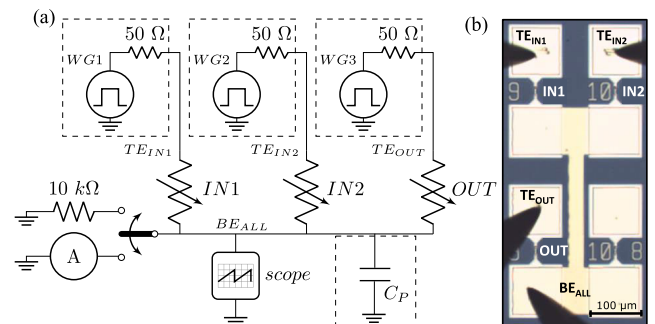 (a)
50 Ω
50 Ω
50 Ω
WG1
WG2
WG3
TE_IN1
TE_IN2
TE_OUT
10 kΩ
IN1
IN2
OUT
BE_ALL
A
scope
C_P
(b)
TE_IN1
TE_IN2
9
IN1
10
IN2
TE_OUT
OUT
10
8
BE_ALL
100 μm